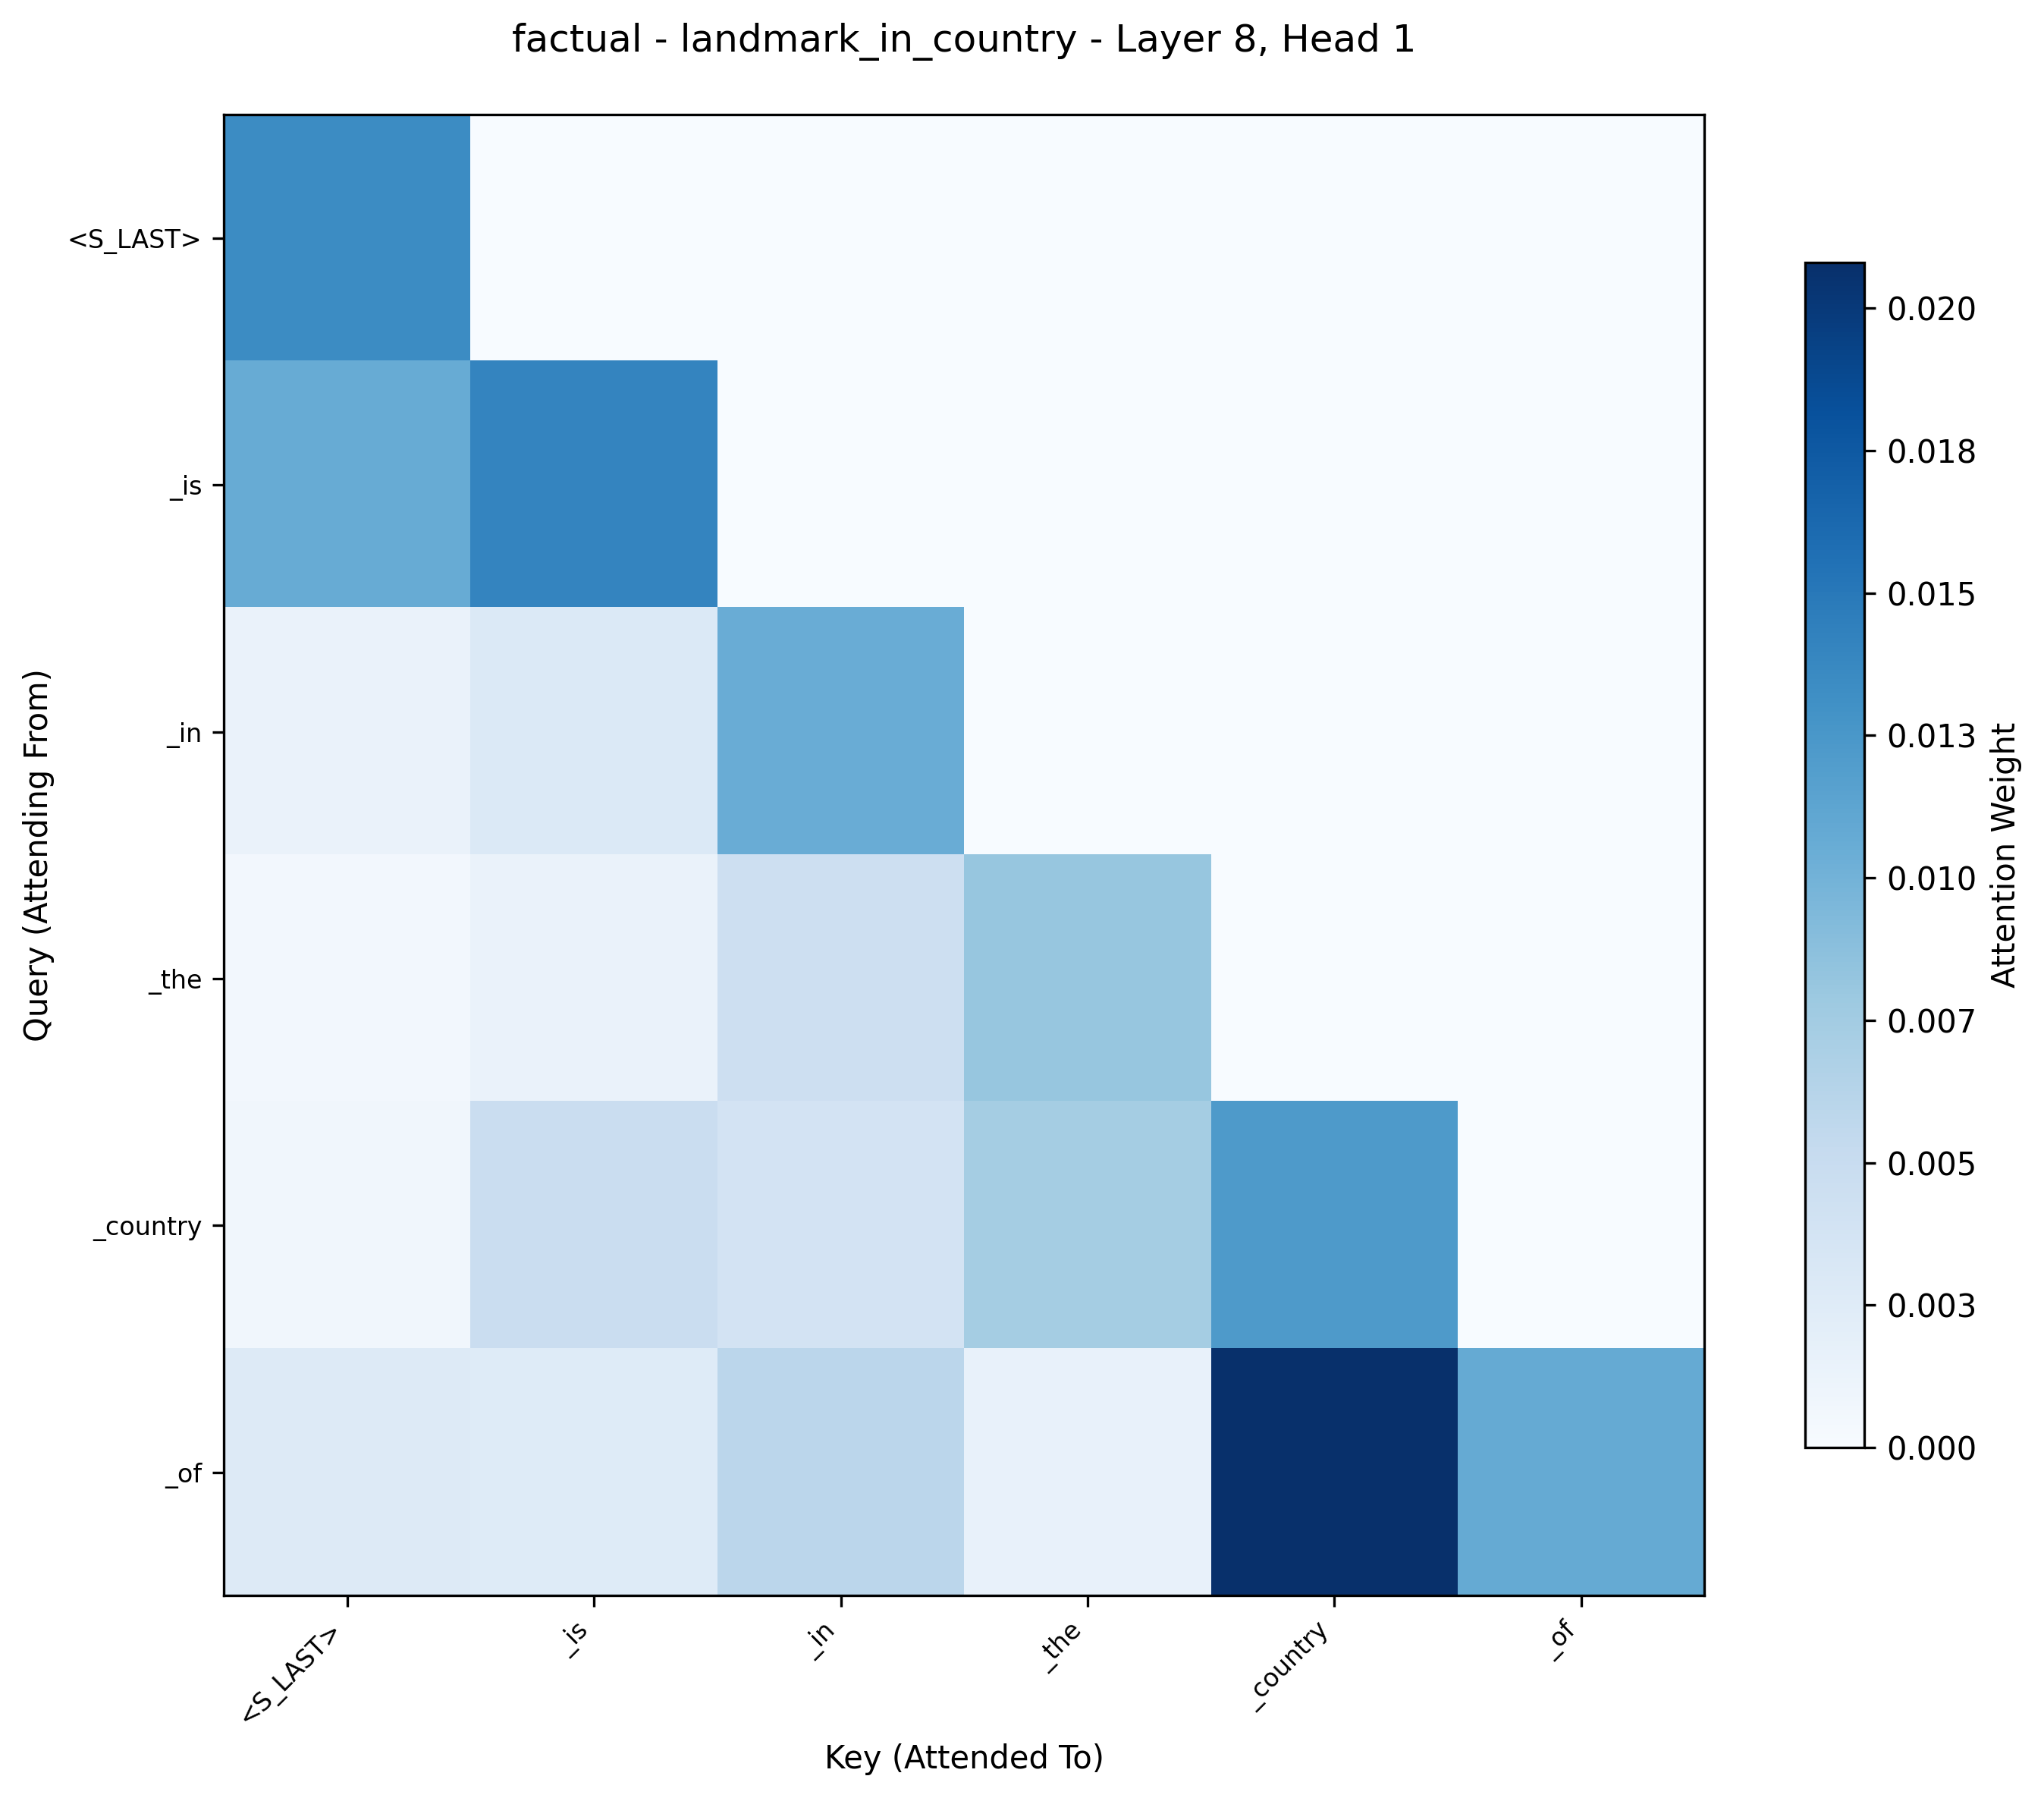 factual - landmark_in_country - Layer 8, Head 1
Query (Attending From)
<S_LAST>
_is
_in
_the
_country
_of
<S_LAST>
_is
_in
_the
_country
_of
Key (Attended To)
0.020
0.018
0.015
0.013
0.010
0.007
0.005
0.003
0.000
Attention Weight